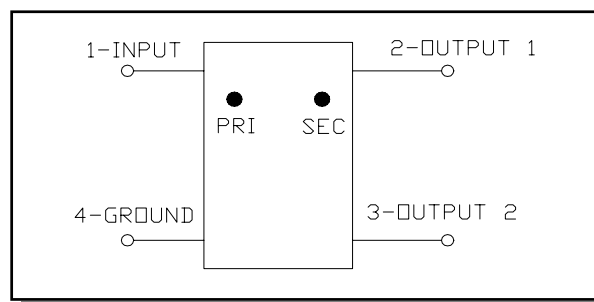 1-INPUT
2-OUTPUT 1
PRI
SEC
4-GROUND
3-OUTPUT 2